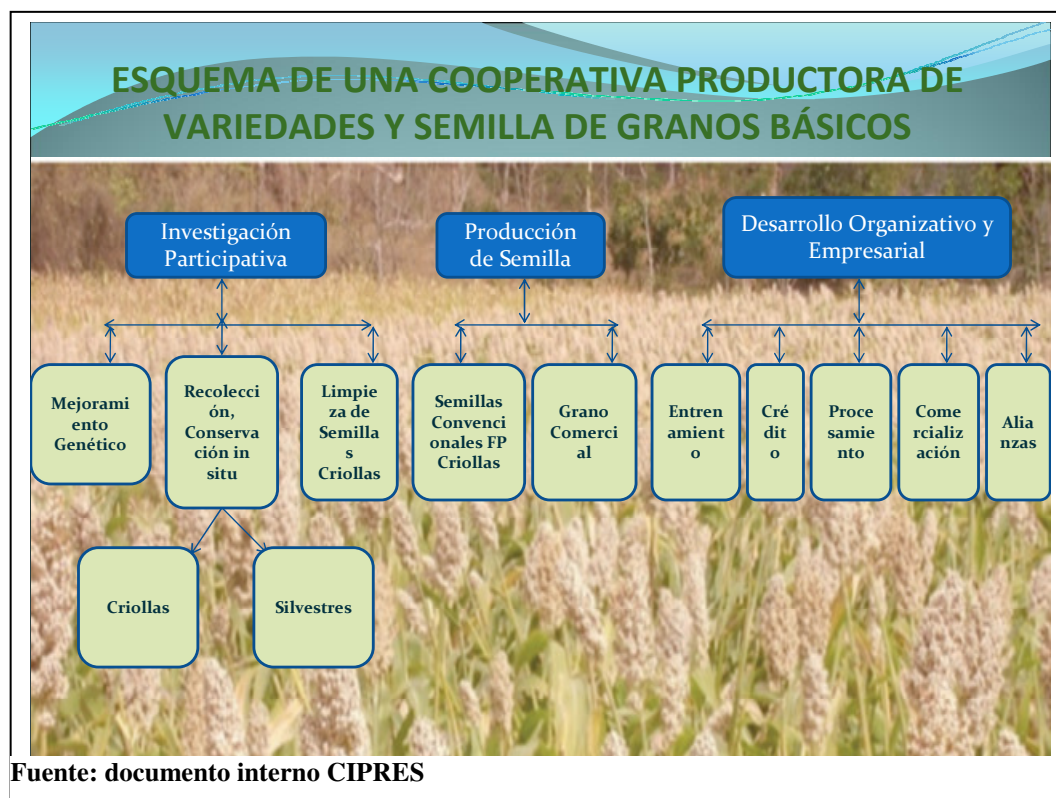 ESQUEMA DE UNA COOPERATIVA PRODUCTORA DE
VARIEDADES Y SEMILLA DE GRANOS BÁSICOS
Investigación
Participativa
Producción
de Semilla
Desarrollo Organizativo y
Empresarial
Mejorami
ento
Genético
Recolecci
ón,
Conserva
ción in
situ
Limpie
za de
Semilla
s
Criollas
Semillas
Convenci
onales FP
Criollas
Grano
Comerc
ial
Entren
amient
o
Cré
dit
o
Proce
samie
nto
Come
rcializ
ación
Alia
nzas
Criollas
Silvestres
Fuente: documento interno CIPRES